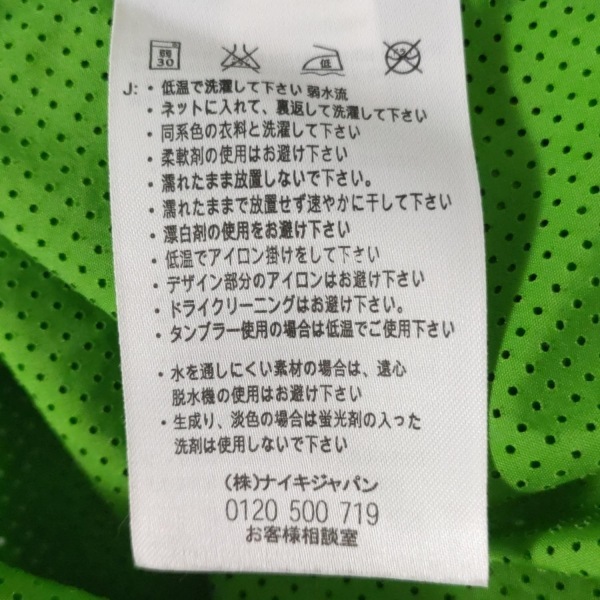 弱 30 低
J: ・低温で洗濯して下さい 弱水流
・ネットに入れて、裏返して洗濯して下さい
・同系色の衣料と洗濯して下さい
・柔軟剤の使用はお避け下さい
・濡れたまま放置しないで下さい。
・濡れたままで放置せず速やかに干して下さい
・漂白剤の使用をお避け下さい
・低温でアイロン掛けをして下さい
・デザイン部分のアイロンはお避け下さい
・ドライクリーニングはお避け下さい
・タンブラー使用の場合は低温でご使用下さい
・水を通しにくい素材の場合は、遠心
脱水機の使用はお避け下さい
・生成り、淡色の場合は蛍光剤の入った
洗剤は使用しないで下さい
(株)ナイキジャパン
0120 500 719
お客様相談室